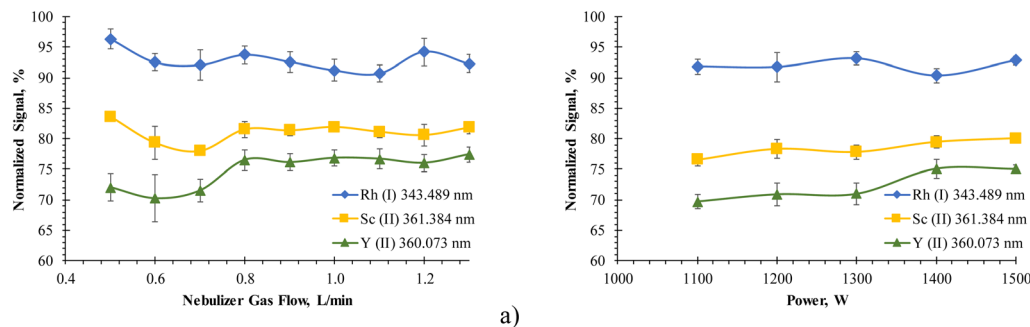 100
95
90
85
80
75
70
65
60
Normalized Signal, %
0.4
0.6
0.8
1.0
1.2
Nebulizer Gas Flow, L/min
Rh (I) 343.489 nm
Sc (II) 361.384 nm
Y (II) 360.073 nm
a)
100
95
90
85
80
75
70
65
60
Normalized Signal, %
1000
1100
1200
1300
1400
1500
Power, W
Rh (I) 343.489 nm
Sc (II) 361.384 nm
Y (II) 360.073 nm